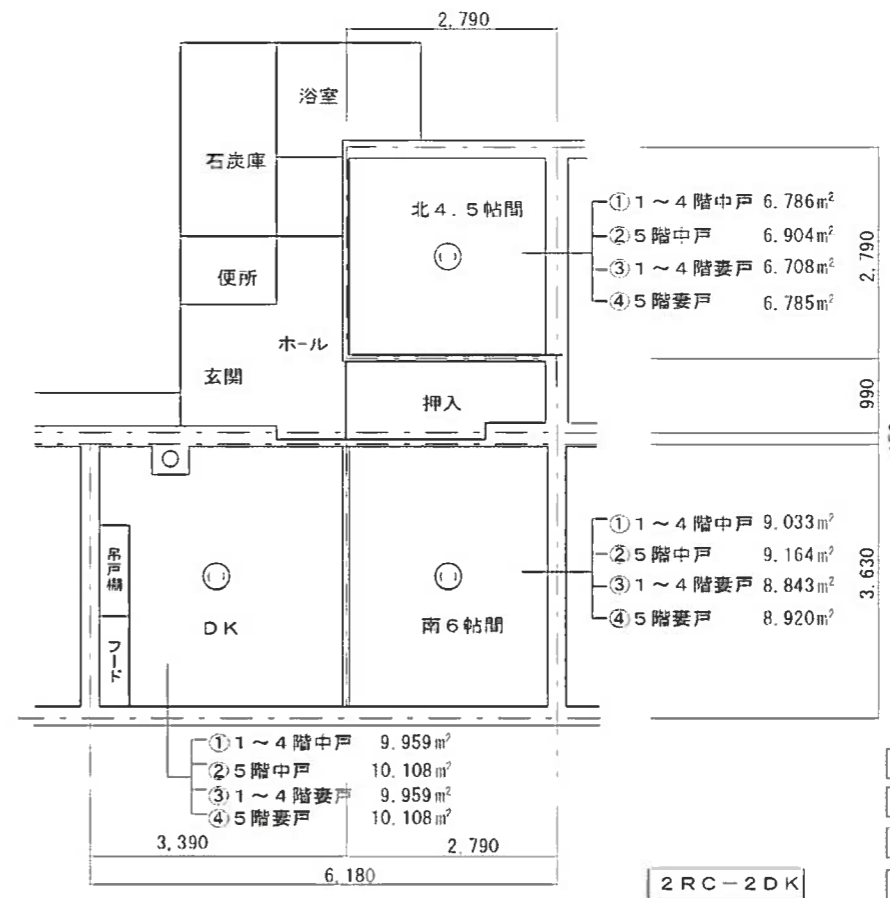 2,790
浴室
石炭庫
北4.5帖間
①1～4階中戸 6.786㎡
②5階中戸 6.904㎡
③1～4階妻戸 6.708㎡
④5階妻戸 6.785㎡
2,790
便所
ホール
玄関
押入
990
①1～4階中戸 9.033㎡
②5階中戸 9.164㎡
③1～4階妻戸 8.843㎡
④5階妻戸 8.920㎡
3,630
吊戸棚
フード
DK
南6帖間
①1～4階中戸 9.959㎡
②5階中戸 10.108㎡
③1～4階妻戸 9.959㎡
④5階妻戸 10.108㎡
3,390
2,790
6,180
2RC－2DK